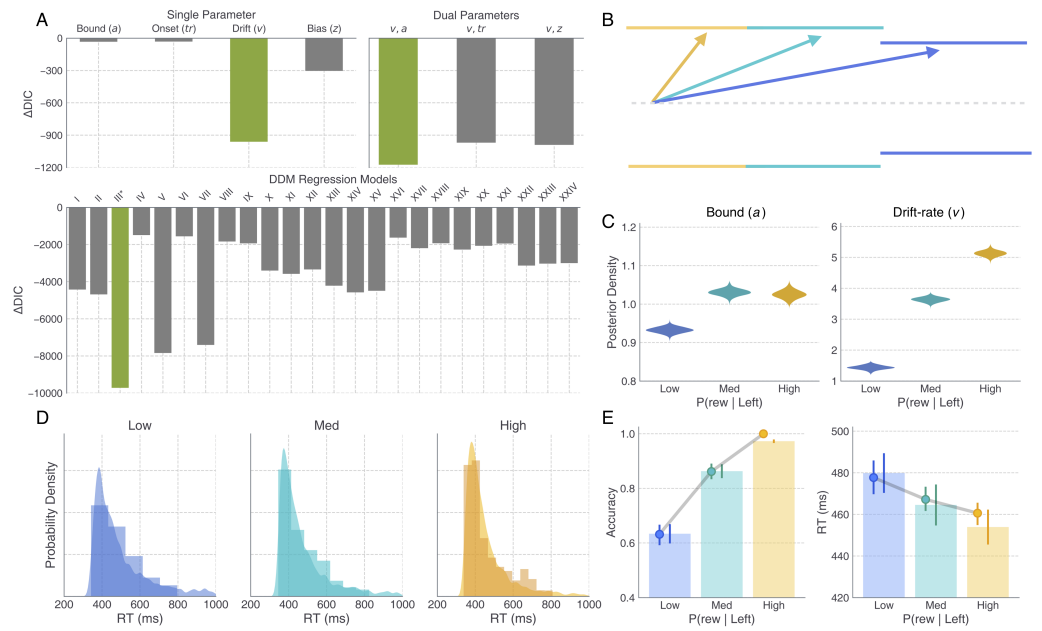 A
Single Parameter
Dual Parameters
Bound (a) Onset (tr) Drift (v) Bias (z)
v, a v, tr v, z
0
−300
−600
−900
−1200
ΔDIC
DDM Regression Models
I II III* IV V VI VII VIII IX X XI XII XIII XIV XV XVI XVII XVIII XIX XX XXI XXII XXIII XXIV
0
−2000
−4000
−6000
−8000
−10000
ΔDIC
B
C
Bound (a)
Drift-rate (v)
Posterior Density
1.2
1.1
1.0
0.9
0.8
Low Med High
P(rew | Left)
6
5
4
3
2
1
Low Med High
P(rew | Left)
D
Low Med High
Probability Density
200 400 600 800 1000
RT (ms)
200 400 600 800 1000
RT (ms)
200 400 600 800 1000
RT (ms)
E
Accuracy
1.0
0.8
0.6
0.4
Low Med High
P(rew | Left)
RT (ms)
500
480
460
440
420
Low Med High
P(rew | Left)